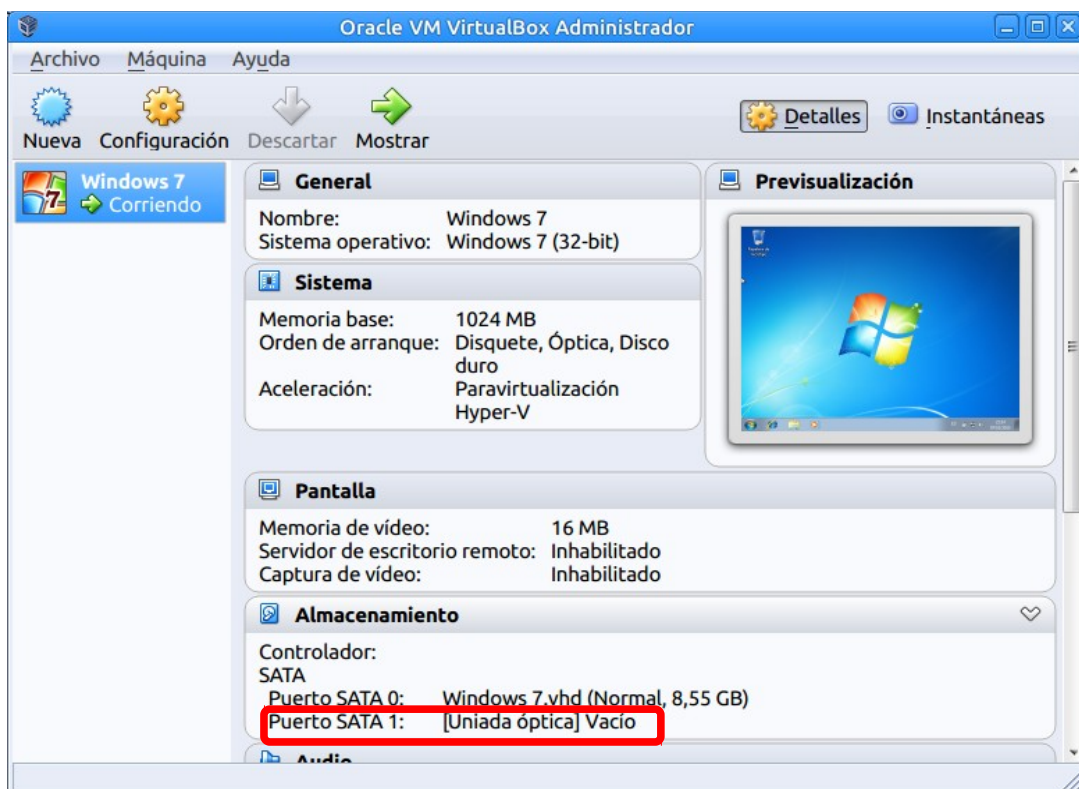 Oracle VM VirtualBox Administrador
Archivo Máquina Ayuda
Nueva Configuración Descartar Mostrar Detalles Instantáneas
Windows 7
Corriendo
General
Nombre: Windows 7
Sistema operativo: Windows 7 (32-bit)
Sistema
Memoria base: 1024 MB
Orden de arranque: Disquete, Óptica, Disco
duro
Aceleración: Paravirtualización
Hyper-V
Previsualización
Pantalla
Memoria de vídeo: 16 MB
Servidor de escritorio remoto: Inhabilitado
Captura de vídeo: Inhabilitado
Almacenamiento
Controlador:
SATA
Puerto SATA 0: Windows 7.vhd (Normal, 8,55 GB)
Puerto SATA 1: [Uniada óptica] Vacío
Audio